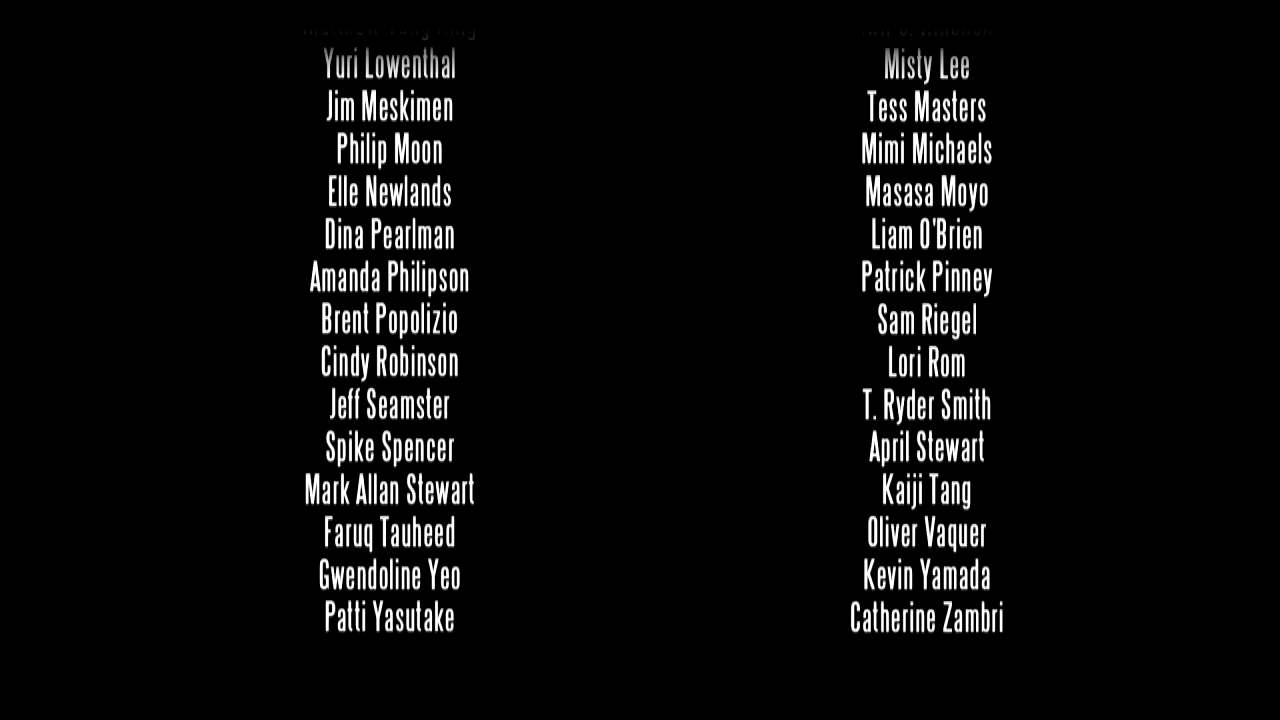 Yuri Lowenthal
Misty Lee
Jim Meskimen
Tess Masters
Philip Moon
Mimi Michaels
Elle Newlands
Masasa Moyo
Dina Pearlman
Liam O'Brien
Amanda Philipson
Patrick Pinney
Brent Popolizio
Sam Riegel
Cindy Robinson
Lori Rom
Jeff Seamster
T. Ryder Smith
Spike Spencer
April Stewart
Mark Allan Stewart
Kaiji Tang
Faruq Tauheed
Oliver Vaquer
Gwendoline Yeo
Kevin Yamada
Patti Yasutake
Catherine Zambri